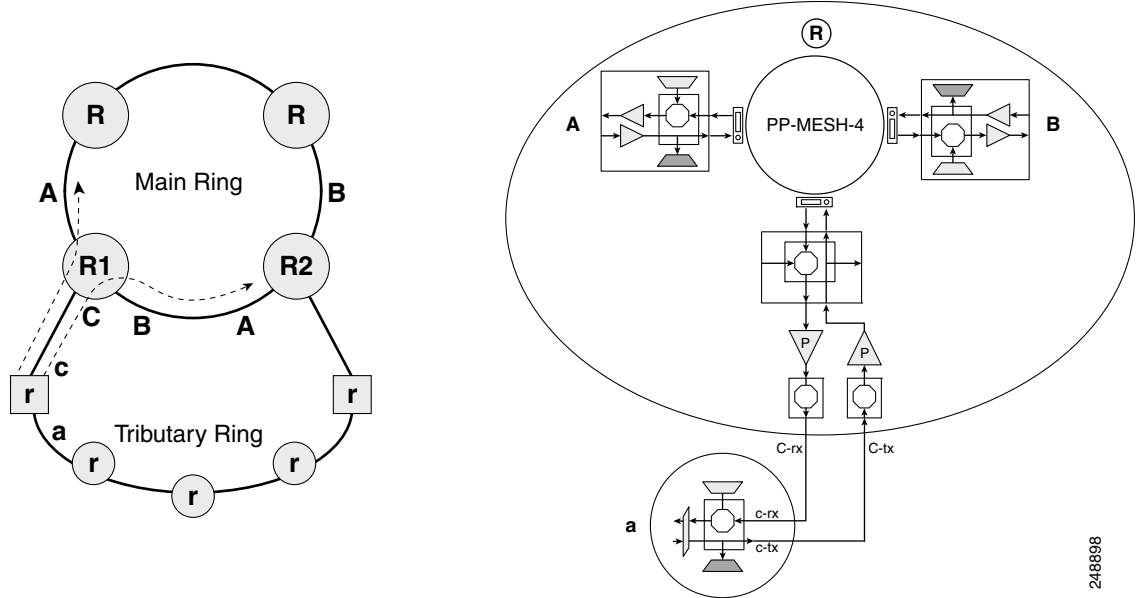 R
R
A
Main Ring
B
R1
R2
C
B
A
c
r
r
a
Tributary Ring
r
r
r
R
A
PP-MESH-4
B
P
P
C-rx
C-tx
a
c-rx
c-tx
248898